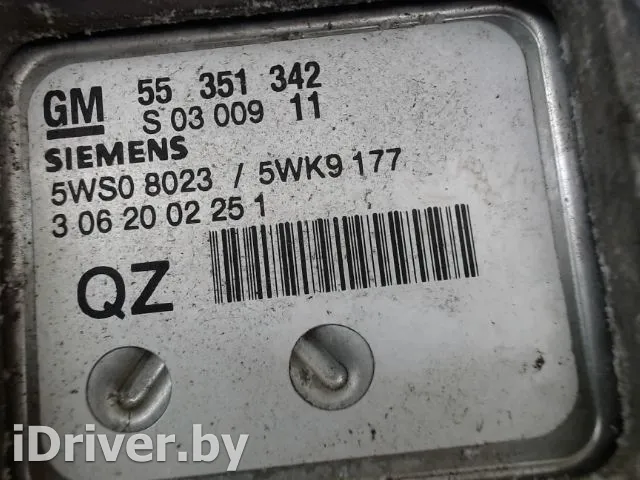 GM 55 351 342
S 03 009 11
SIEMENS
5WS0 8023 / 5WK9 177
3 06 20 02 25 1
QZ
iDriver.by